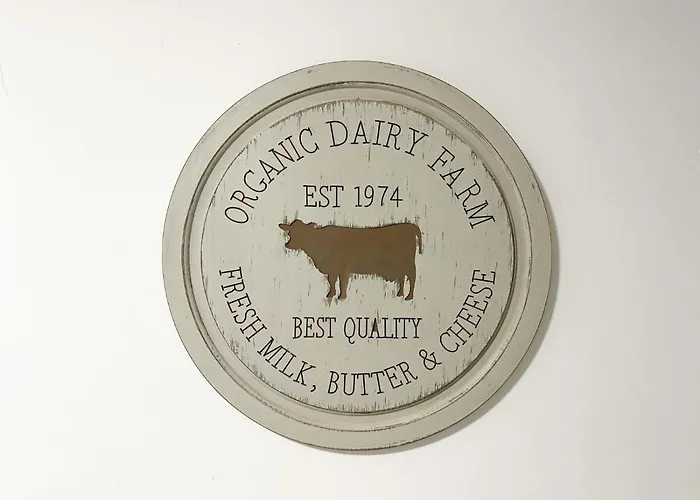 ORGANIC DAIRY FARM
EST 1974
BEST QUALITY
FRESH MILK, BUTTER & CHEESE